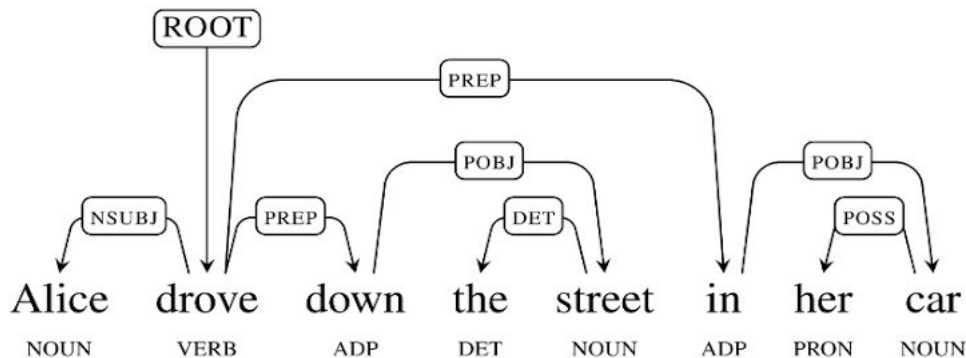 ROOT
PREP
POBJ POBJ
NSUBJ PREP DET POSS
Alice drove down the street in her car
NOUN VERB ADP DET NOUN ADP PRON NOUN